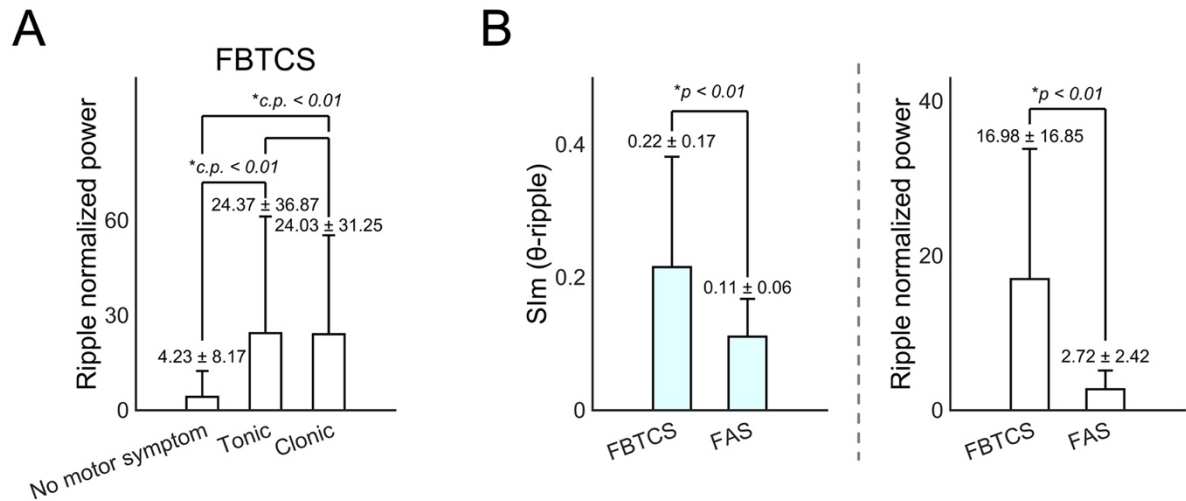 A
FBTCS
Ripple normalized power
60
30
0
*c.p. < 0.01
*c.p. < 0.01
24.37 ± 36.87
24.03 ± 31.25
4.23 ± 8.17
No motor symptom
Tonic
Clonic
B
SIm (θ-ripple)
0.4
0.2
0
*p < 0.01
0.22 ± 0.17
0.11 ± 0.06
FBTCS
FAS
Ripple normalized power
40
20
0
*p < 0.01
16.98 ± 16.85
2.72 ± 2.42
FBTCS
FAS